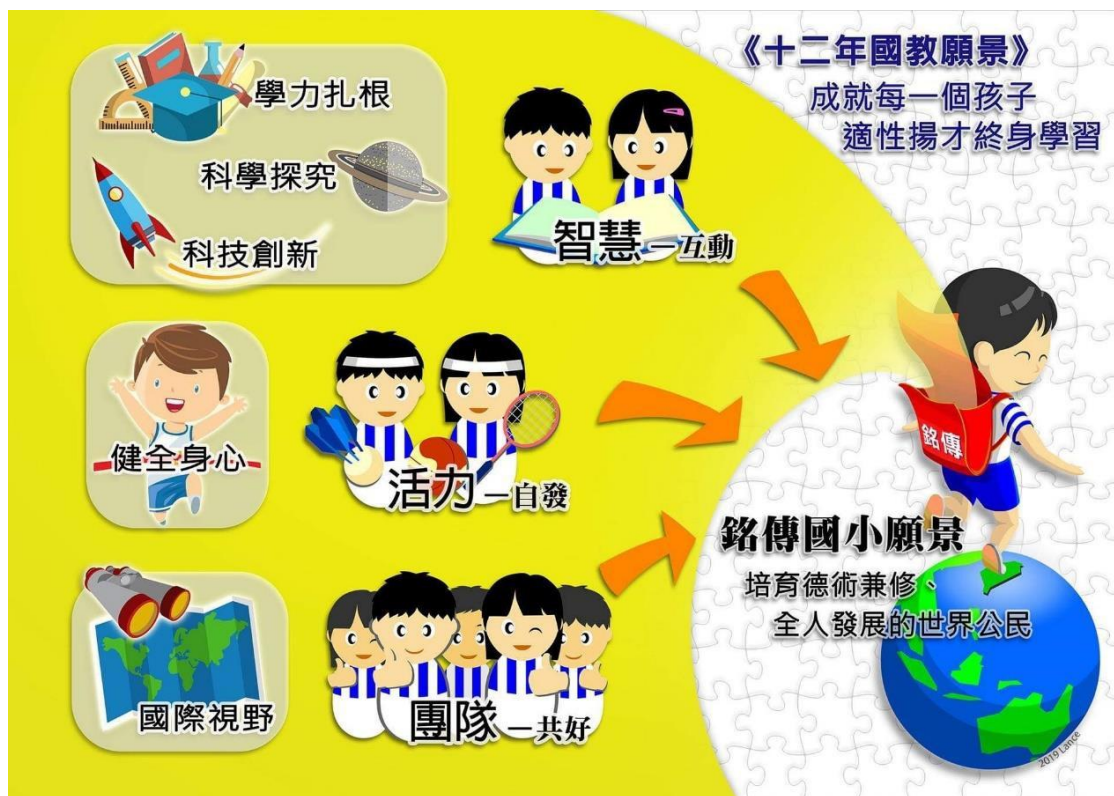 《十二年國教願景》
成就每一個孩子
適性揚才終身學習
學力扎根
科學探究
科技創新
智慧－互動
健全身心
活力－自發
國際視野
團隊－共好
銘傳
銘傳國小願景
培育德術兼修、
全人發展的世界公民
2019 Lance